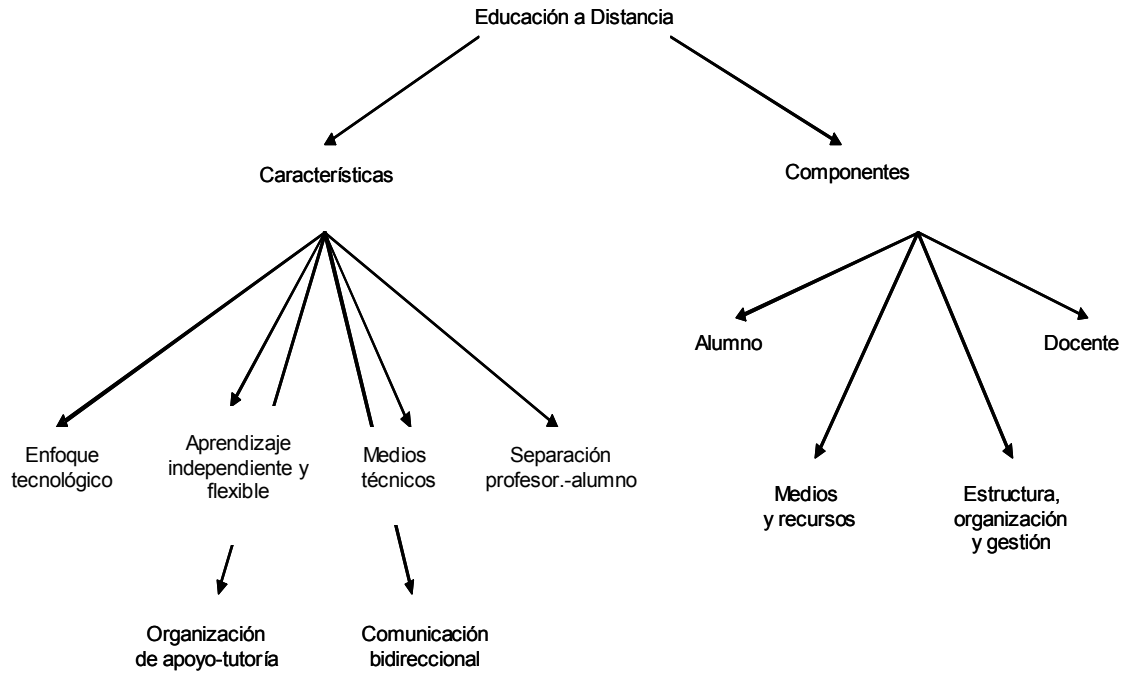 Educación a Distancia
Características
Componentes
Alumno
Docente
Enfoque
tecnológico
Aprendizaje
independiente y
flexible
Medios
técnicos
Separación
profesor.-alumno
Medios
y recursos
Estructura,
organización
y gestión
Organización
de apoyo-tutoría
Comunicación
bidireccional